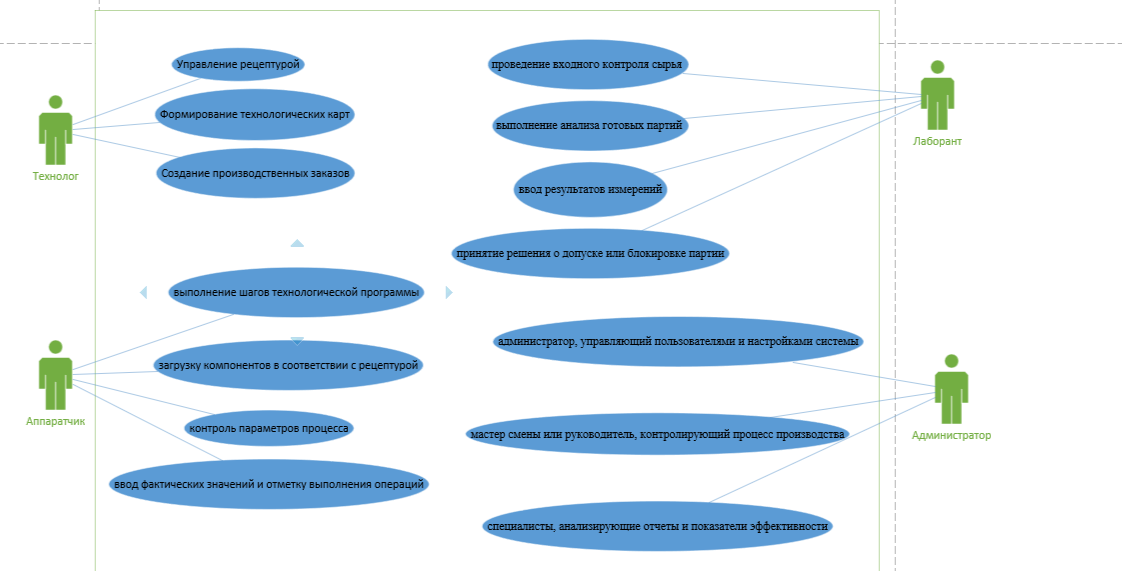 Управление рецептурой
Формирование технологических карт
Создание производственных заказов
Технолог
проведение входного контроля сырья
выполнение анализа готовых партий
ввод результатов измерений
принятие решения о допуске или блокировке партии
Лаборант
выполнение шагов технологической программы
загрузку компонентов в соответствии с рецептурой
контроль параметров процесса
ввод фактических значений и отметку выполнения операций
Аппаратчик
администратор, управляющий пользователями и настройками системы
мастер смены или руководитель, контролирующий процесс производства
специалисты, анализирующие отчеты и показатели эффективности
Администратор